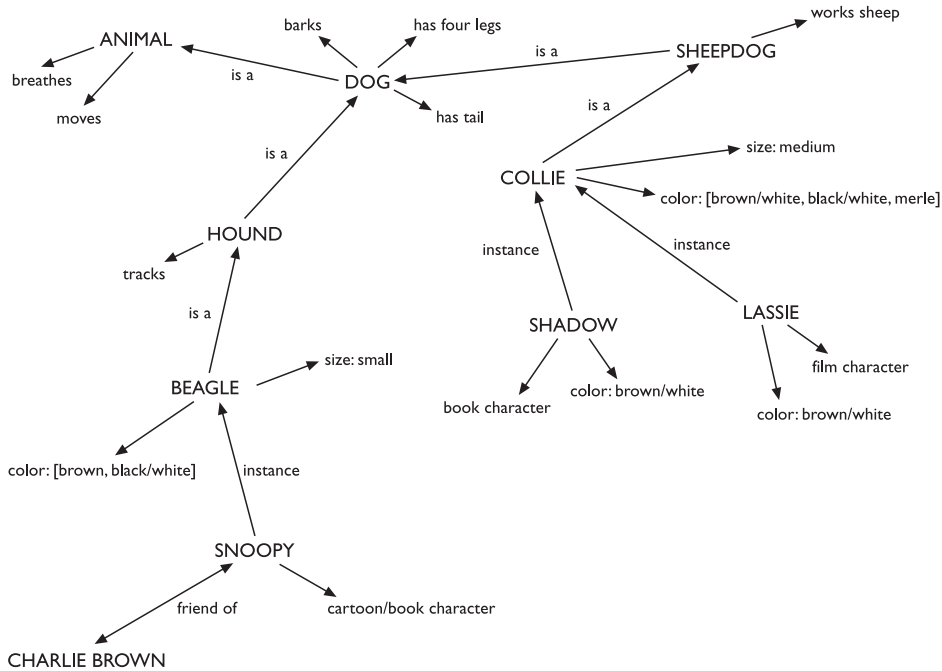 works sheep
has four legs
barks
ANIMAL
is a
SHEEPDOG
breathes
is a
DOG
moves
has tail
is a
is a
size: medium
COLLIE
color: [brown/white, black/white, merle]
HOUND
instance
instance
tracks
is a
LASSIE
SHADOW
size: small
film character
BEAGLE
color: brown/white
book character
color: brown/white
color: [brown, black/white]
instance
SNOOPY
friend of
cartoon/book character
CHARLIE BROWN